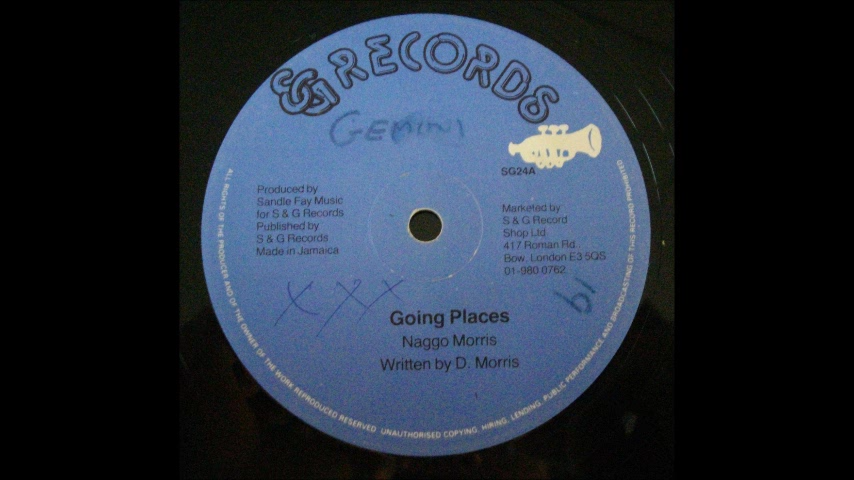 SG RECORDS
GEMINI
SG24A
Produced by
Sandle Fay Music
for S & G Records
Published by
S & G Records
Made in Jamaica
Marketed by
S & G Record
Shop Ltd.
417 Roman Rd.
Bow, London E3 5QS
01-980 0762
XXX
19
Going Places
Naggo Morris
Written by D. Morris
ALL RIGHTS OF THE PRODUCER AND OF THE OWNER OF THE WORK REPRODUCED RESERVED. UNAUTHORISED COPYING, HIRING, LENDING, PUBLIC PERFORMANCE AND BROADCASTING OF THIS RECORD PROHIBITED